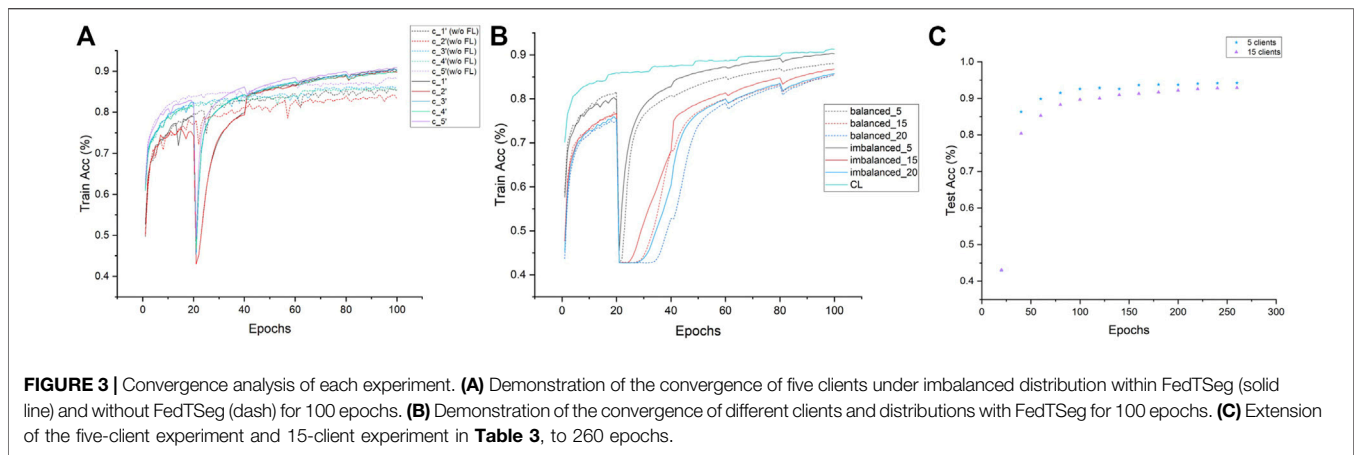 A
Train Acc (%)
0.9
0.8
0.7
0.6
0.5
0.4
0
20
40
60
80
100
Epochs
c_1' (w/o FL)
c_2'(w/o FL)
c_3'(w/o FL)
c_4'(w/o FL)
c_5'(w/o FL)
c_1'
c_2'
c_3'
c_4'
c_5'
B
Train Acc (%)
0.9
0.8
0.7
0.6
0.5
0.4
0
20
40
60
80
100
Epochs
balanced_5
balanced_15
balanced_20
imbalanced_5
imbalanced_15
imbalanced_20
CL
C
5 clients
15 clients
Test Acc (%)
1.0
0.9
0.8
0.7
0.6
0.5
0.4
0
50
100
150
200
250
300
Epochs
FIGURE 3 | Convergence analysis of each experiment. (A) Demonstration of the convergence of five clients under imbalanced distribution within FedTSeg (solid
line) and without FedTSeg (dash) for 100 epochs. (B) Demonstration of the convergence of different clients and distributions with FedTSeg for 100 epochs. (C) Extension
of the five-client experiment and 15-client experiment in Table 3, to 260 epochs.